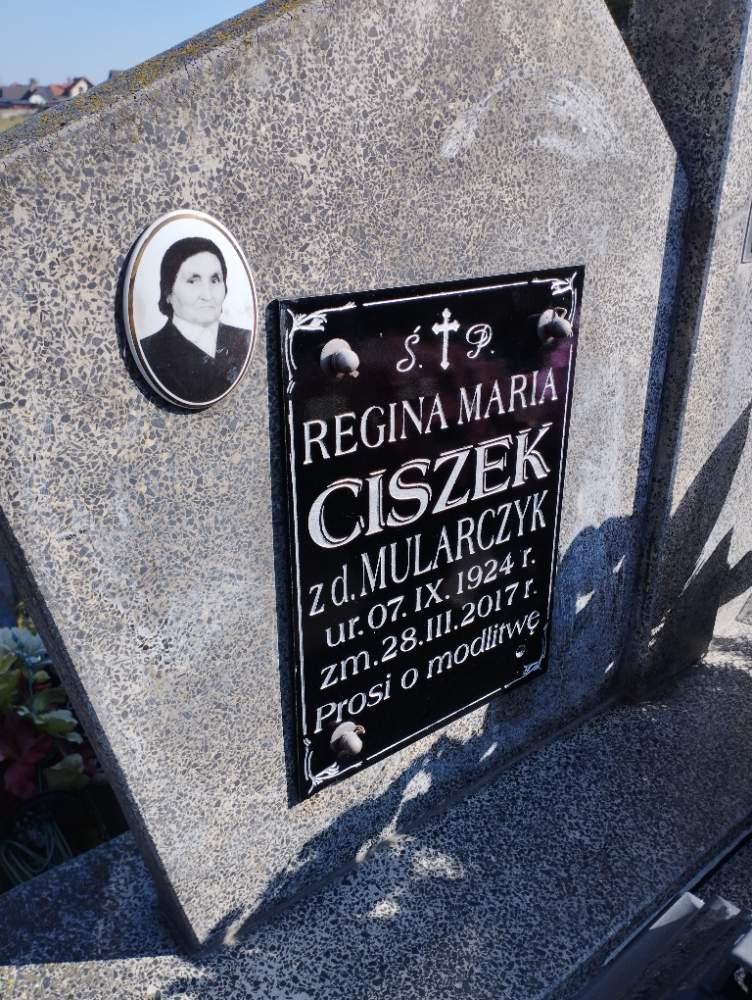 Ś. P.
REGINA MARIA
CISZEK
z d. MULARCZYK
ur. 07. IX. 1924 r.
zm. 28. III. 2017 r.
Prosi o modlitwę